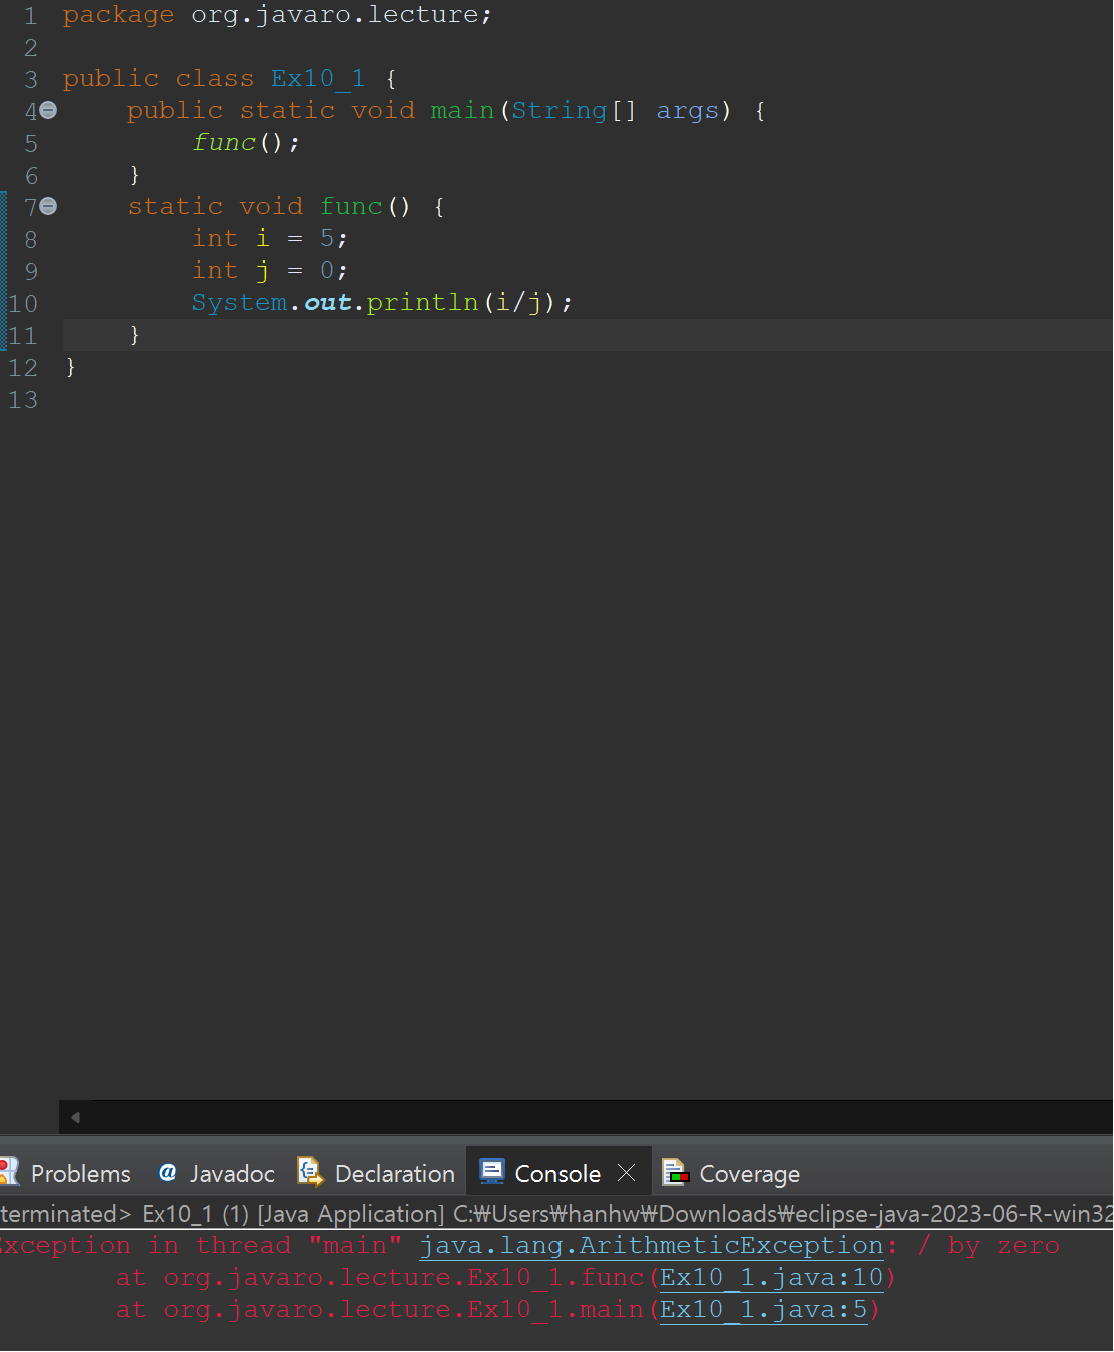 1 package org.javaro.lecture;
2
3 public class Ex10_1 {
4 public static void main(String[] args) {
5 func();
6 }
7 static void func() {
8 int i = 5;
9 int j = 0;
10 System.out.println(i/j);
11 }
12 }
13
Problems @ Javadoc Declaration Console Coverage
terminated> Ex10_1 (1) [Java Application] C:₩Users₩hanhw₩Downloads₩eclipse-java-2023-06-R-win32
Exception in thread "main" java.lang.ArithmeticException: / by zero
at org.javaro.lecture.Ex10_1.func(Ex10_1.java:10)
at org.javaro.lecture.Ex10_1.main(Ex10_1.java:5)